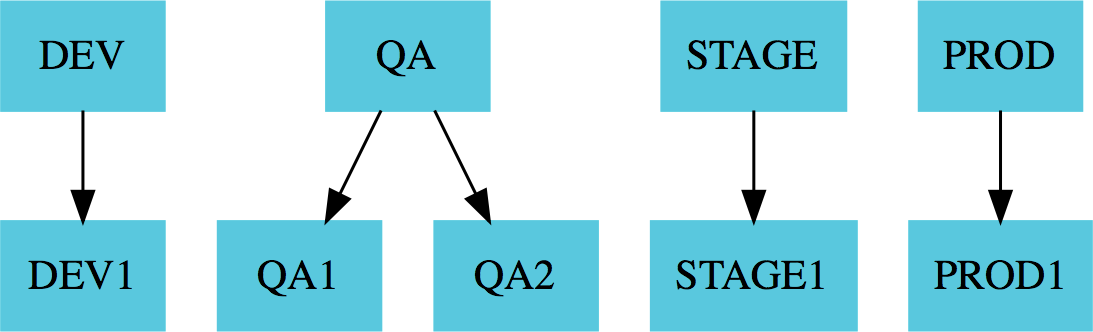 DEV
QA
STAGE
PROD
DEV1
QA1
QA2
STAGE1
PROD1